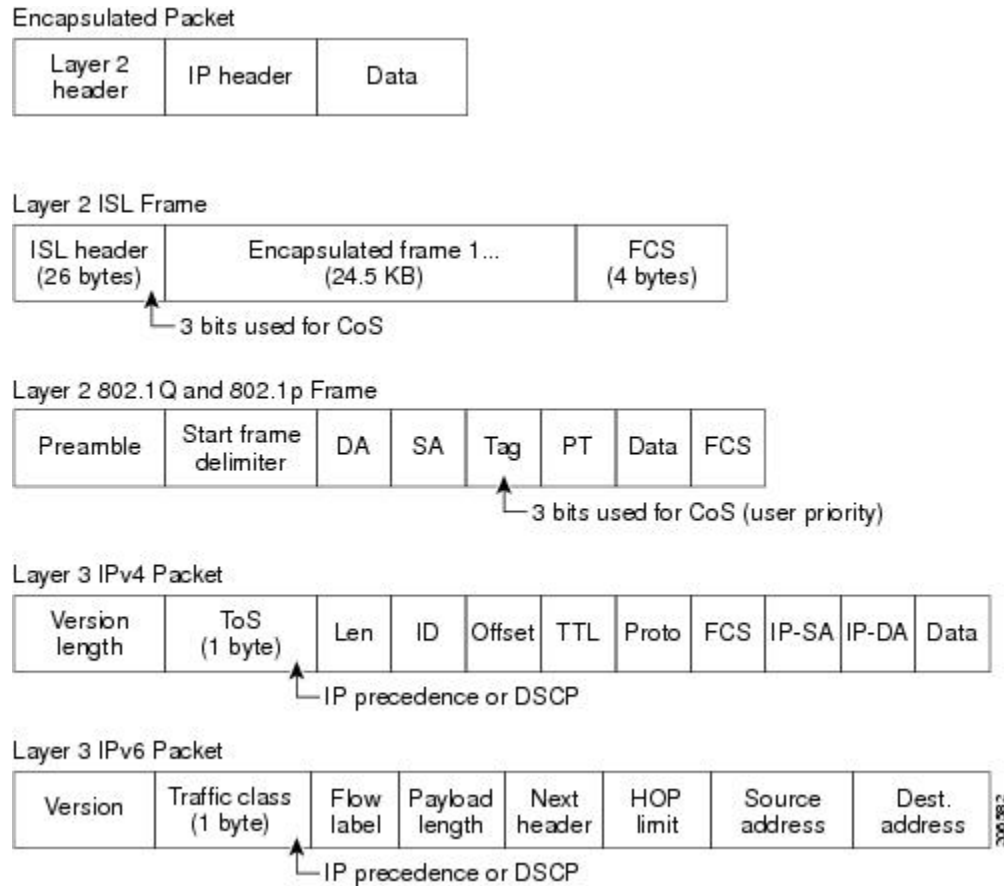 Encapsulated Packet
Layer 2
header
IP header
Data
Layer 2 ISL Frame
ISL header
(26 bytes)
Encapsulated frame 1...
(24.5 KB)
FCS
(4 bytes)
3 bits used for CoS
Layer 2 802.1Q and 802.1p Frame
Preamble
Start frame
delimiter
DA
SA
Tag
PT
Data
FCS
3 bits used for CoS (user priority)
Layer 3 IPv4 Packet
Version
length
ToS
(1 byte)
Len
ID
Offset
TTL
Proto
FCS
IP-SA
IP-DA
Data
IP precedence or DSCP
Layer 3 IPv6 Packet
Version
Traffic class
(1 byte)
Flow
label
Payload
length
Next
header
HOP
limit
Source
address
Dest.
address
IP precedence or DSCP